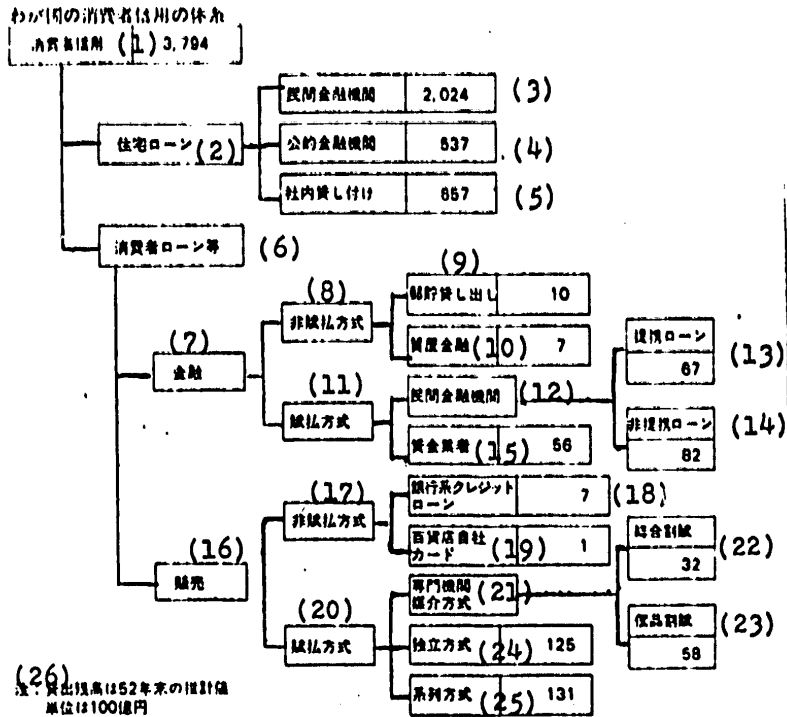 わが国の消費者信用の体系
消費者信用 (1) 3,794
住宅ローン (2)
民間金融機関 2,024 (3)
公的金融機関 637 (4)
社内貸し付け 657 (5)
消費者ローン等 (6)
(7)
金融
(8)
非賦払方式
(9)
郵貯貸し出し 10
質屋金融 (10) 7
(11)
賦払方式
民間金融機関 (12)
提携ローン
67
(13)
非提携ローン
82
(14)
貸金業者 (15) 56
(16)
販売
(17)
非賦払方式
銀行系クレジット
ローン
7 (18)
百貨店自社
カード (19) 1
(20)
賦払方式
専門機関
媒介方式 (21)
総合割賦
32
(22)
個品割賦
58
(23)
独立方式 (24) 125
系列方式 (25) 131
(26)
注：貸出残高は52年末の推計値
単位は100億円